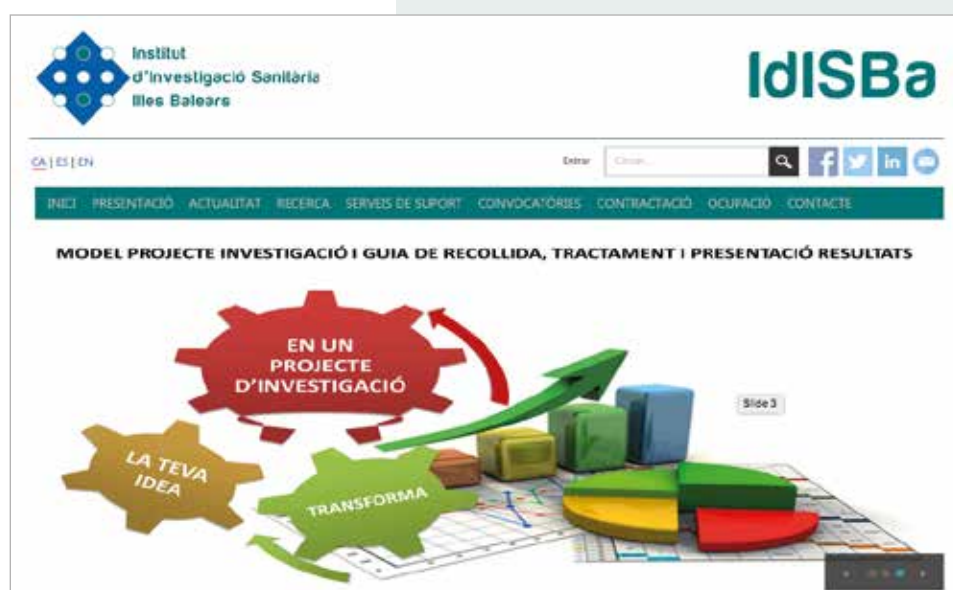 Institut
d'Investigació Sanitària
Illes Balears
IdISBa
CA | ES | EN
Entrar
Cercar...
INICI PRESENTACIÓ ACTUALITAT RECERCA SERVEIS DE SUPORT CONVOCATÒRIES CONTRACTACIÓ OCUPACIÓ CONTACTE
MODEL PROJECTE INVESTIGACIÓ I GUIA DE RECOLLIDA, TRACTAMENT I PRESENTACIÓ RESULTATS
EN UN
PROJECTE
D'INVESTIGACIÓ
Slide 3
LA TEVA
IDEA
TRANSFORMA